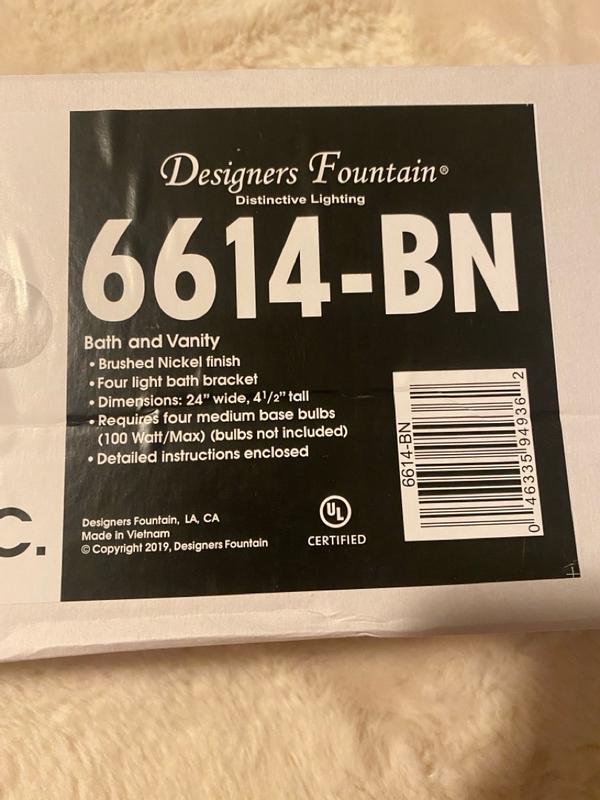 Designers Fountain®
Distinctive Lighting
6614-BN
Bath and Vanity
• Brushed Nickel finish
• Four light bath bracket
• Dimensions: 24" wide, 4 1/2" tall
• Requires four medium base bulbs
(100 Watt/Max) (bulbs not included)
• Detailed instructions enclosed
6614-BN
0 46335 94936 2
Designers Fountain, LA, CA
Made in Vietnam
© Copyright 2019, Designers Fountain
UL
CERTIFIED
C.